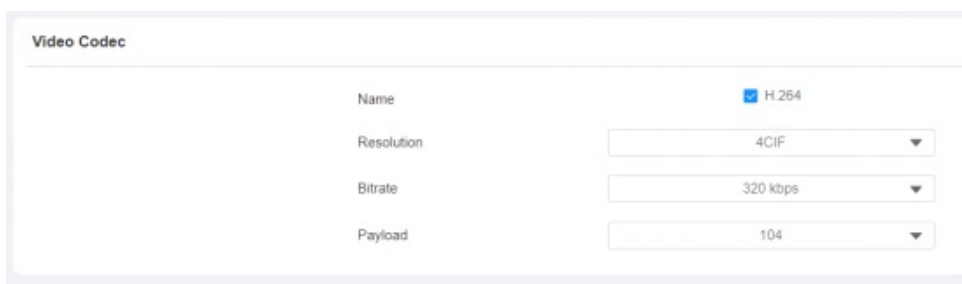 Video Codec
Name H.264
Resolution 4CIF
Bitrate 320 kbps
Payload 104